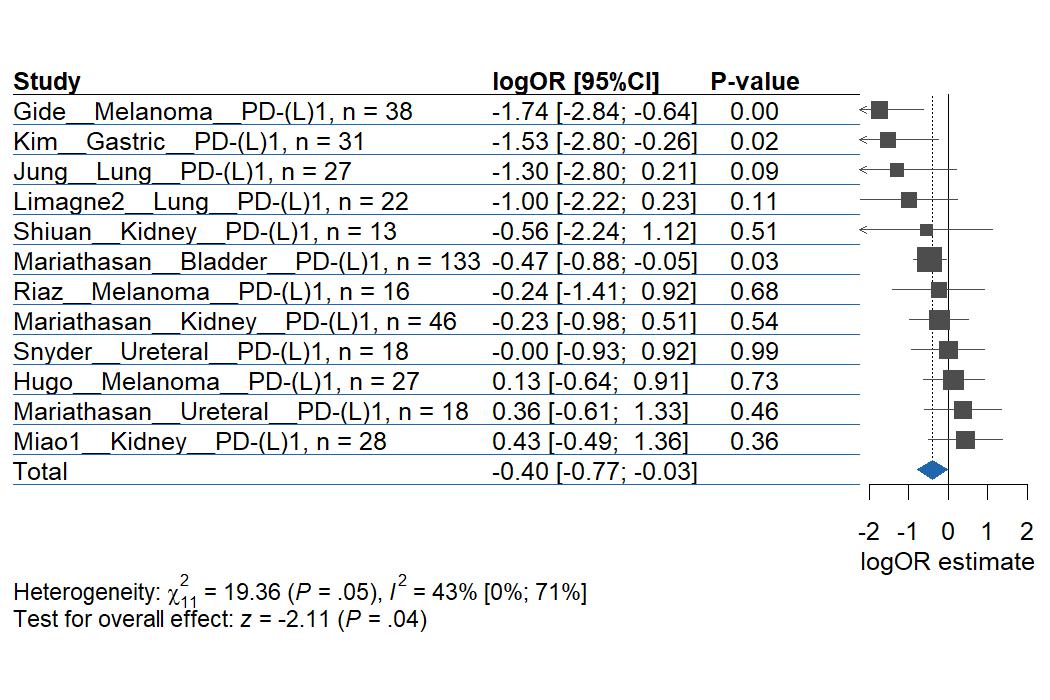 Study logOR [95%CI] P-value
Gide__Melanoma__PD-(L)1, n = 38 -1.74 [-2.84; -0.64] 0.00
Kim__Gastric__PD-(L)1, n = 31 -1.53 [-2.80; -0.26] 0.02
Jung__Lung__PD-(L)1, n = 27 -1.30 [-2.80; 0.21] 0.09
Limagne2__Lung__PD-(L)1, n = 22 -1.00 [-2.22; 0.23] 0.11
Shiuan__Kidney__PD-(L)1, n = 13 -0.56 [-2.24; 1.12] 0.51
Mariathasan__Bladder__PD-(L)1, n = 133 -0.47 [-0.88; -0.05] 0.03
Riaz__Melanoma__PD-(L)1, n = 16 -0.24 [-1.41; 0.92] 0.68
Mariathasan__Kidney__PD-(L)1, n = 46 -0.23 [-0.98; 0.51] 0.54
Snyder__Ureteral__PD-(L)1, n = 18 -0.00 [-0.93; 0.92] 0.99
Hugo__Melanoma__PD-(L)1, n = 27 0.13 [-0.64; 0.91] 0.73
Mariathasan__Ureteral__PD-(L)1, n = 18 0.36 [-0.61; 1.33] 0.46
Miao1__Kidney__PD-(L)1, n = 28 0.43 [-0.49; 1.36] 0.36
Total -0.40 [-0.77; -0.03]
-2 -1 0 1 2
logOR estimate
Heterogeneity: χ²₁₁ = 19.36 (P = .05), I² = 43% [0%; 71%]
Test for overall effect: z = -2.11 (P = .04)